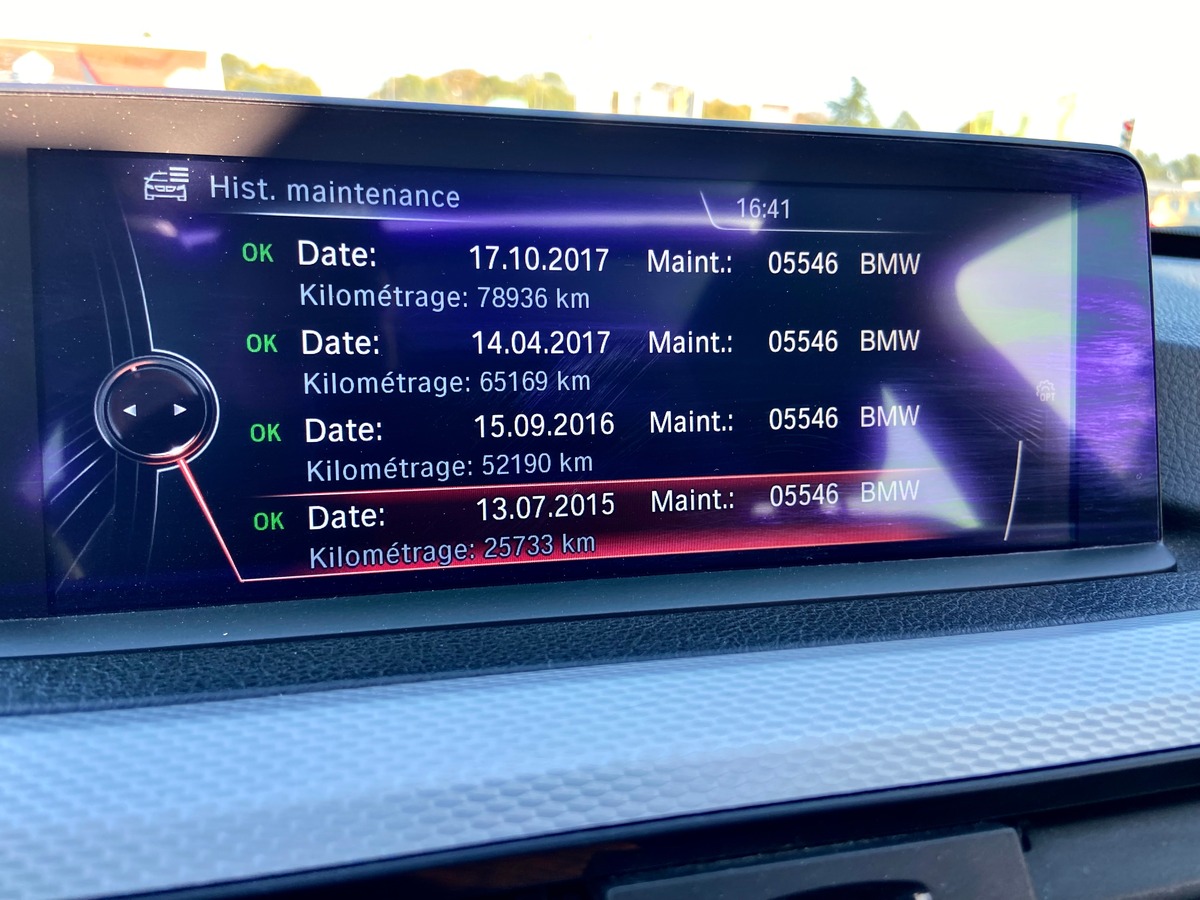 Hist. maintenance
16:41
OK Date: 17.10.2017 Maint.: 05546 BMW
Kilométrage: 78936 km
OK Date: 14.04.2017 Maint.: 05546 BMW
Kilométrage: 65169 km
OK Date: 15.09.2016 Maint.: 05546 BMW
Kilométrage: 52190 km
OK Date: 13.07.2015 Maint.: 05546 BMW
Kilométrage: 25733 km
OPT